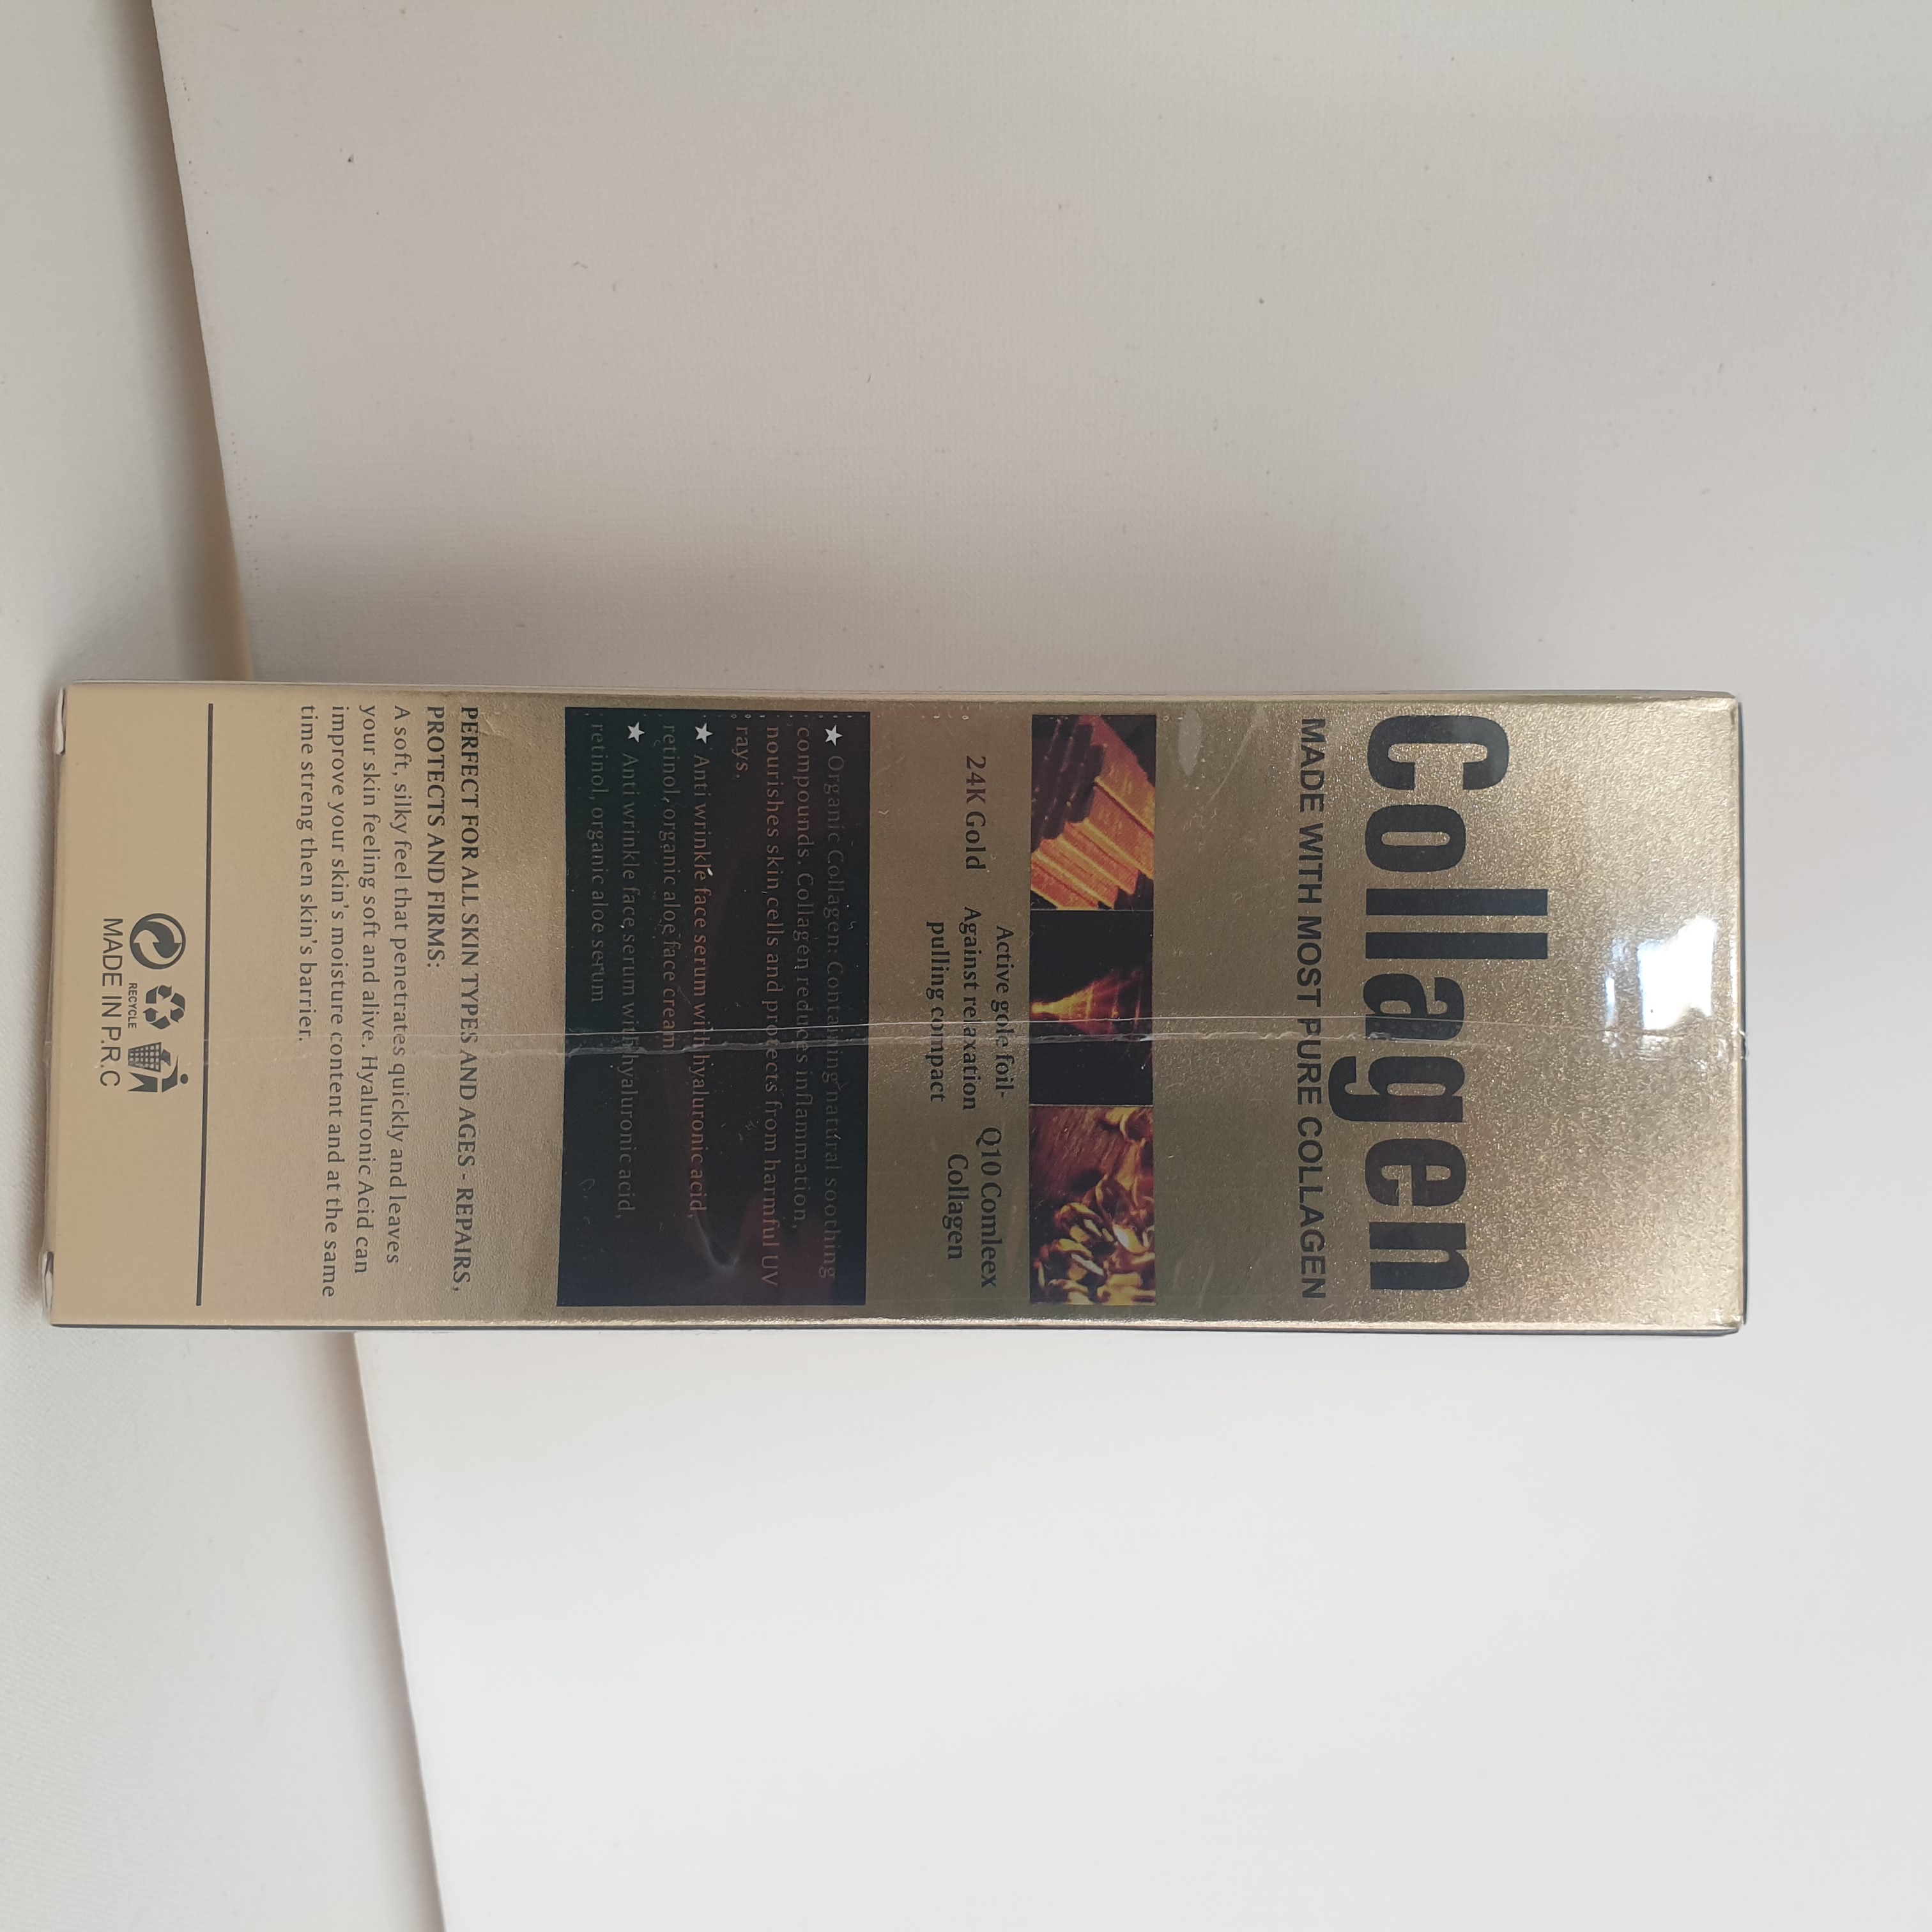 Collagen
MADE WITH MOST PURE COLLAGEN
24K Gold
Active gole foil-
Against relaxation
pulling compact
Q10 Comleex
Collagen
★ Organic Collagen: Containing natural soothing
compounds. Collagen reduces inflammation,
nourishes skin cells and protects from harmful UV
rays.
★ Anti wrinkle face serum with hyaluronic acid,
retinol, organic aloe face cream
★ Anti wrinkle face serum with hyaluronic acid,
retinol, organic aloe serum
PERFECT FOR ALL SKIN TYPES AND AGES - REPAIRS,
PROTECTS AND FIRMS:
A soft, silky feel that penetrates quickly and leaves
your skin feeling soft and alive. Hyaluronic Acid can
improve your skin's moisture content and at the same
time streng then skin's barrier.
RECYCLE
MADE IN P.R.C